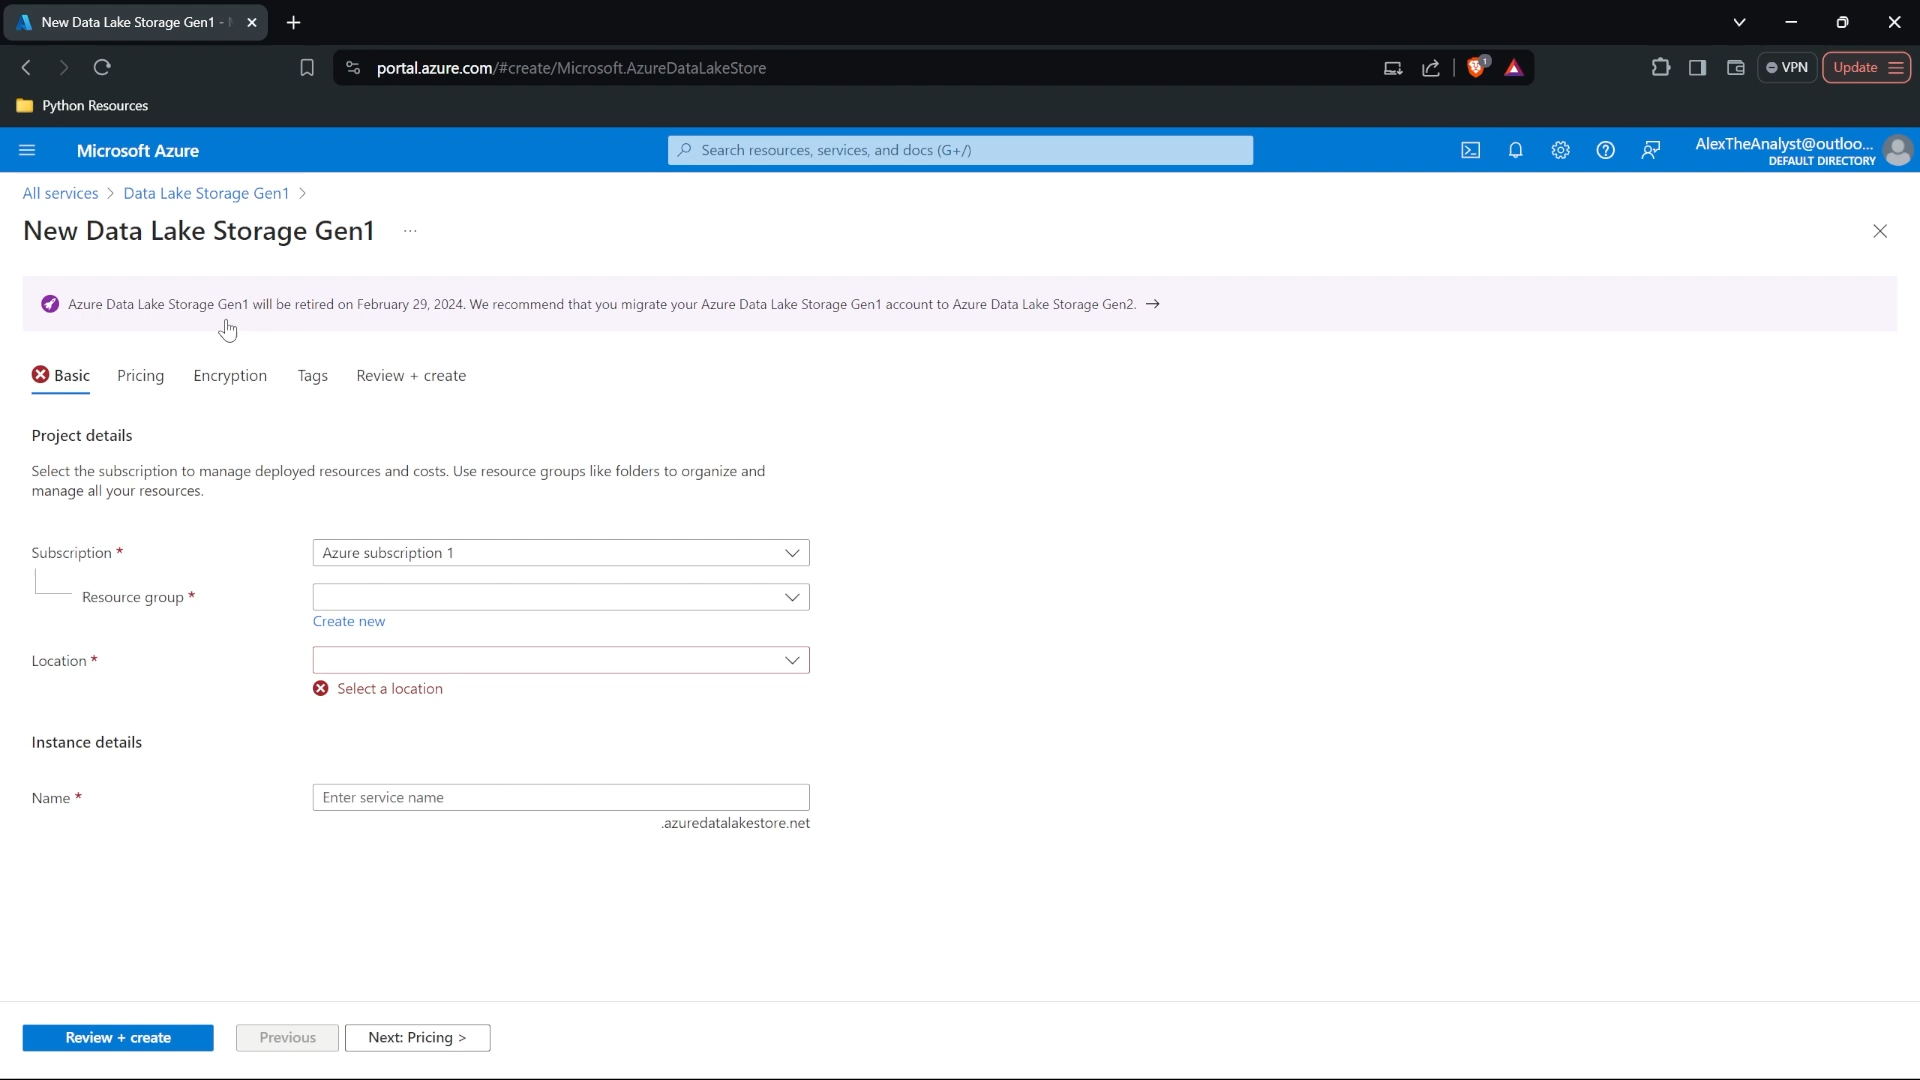 New Data Lake Storage Gen1 -
portal.azure.com/#create/Microsoft.AzureDataLakeStore
1
VPN
Update
Python Resources
Microsoft Azure
Search resources, services, and docs (G+/)
AlexTheAnalyst@outloo...
DEFAULT DIRECTORY
All services > Data Lake Storage Gen1 >
New Data Lake Storage Gen1 ...
Azure Data Lake Storage Gen1 will be retired on February 29, 2024. We recommend that you migrate your Azure Data Lake Storage Gen1 account to Azure Data Lake Storage Gen2. →
Basic Pricing Encryption Tags Review + create
Project details
Select the subscription to manage deployed resources and costs. Use resource groups like folders to organize and
manage all your resources.
Subscription *
Azure subscription 1
Resource group *
Create new
Location *
Select a location
Instance details
Name *
Enter service name
.azuredatalakestore.net
Review + create
Previous
Next: Pricing >